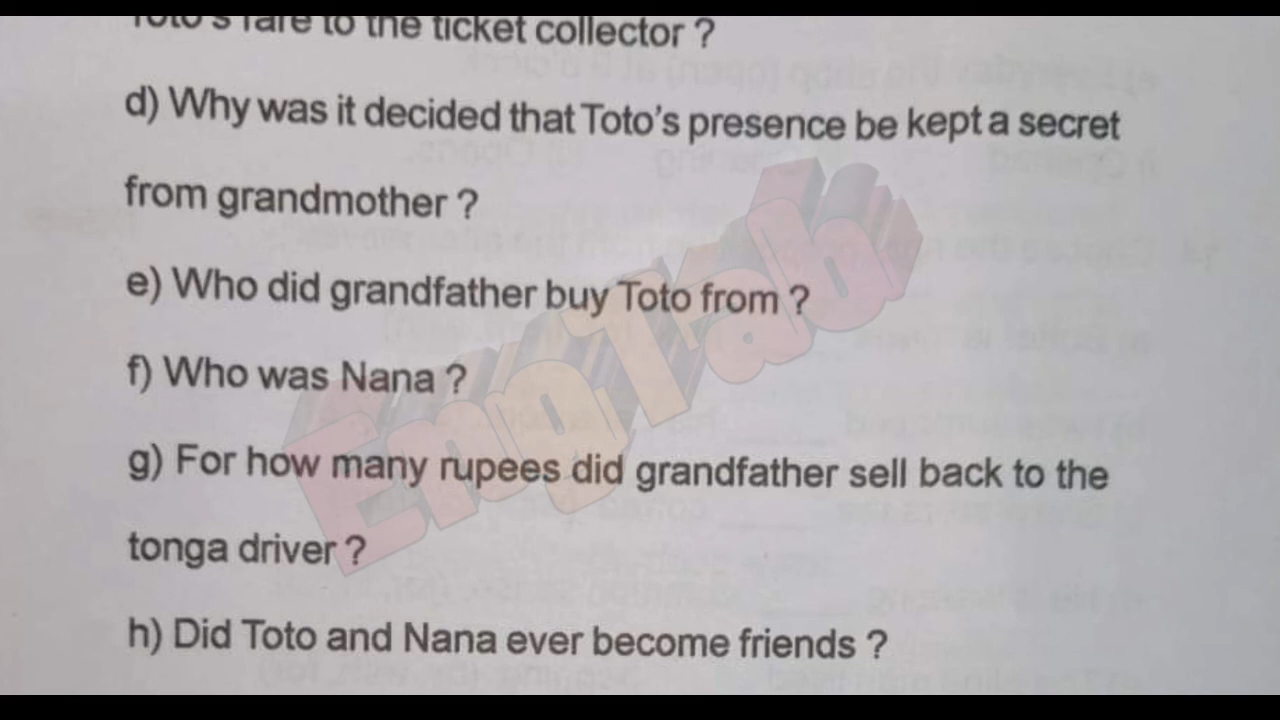 Toto's fare to the ticket collector ?
d) Why was it decided that Toto's presence be kept a secret
from grandmother ?
e) Who did grandfather buy Toto from ?
f) Who was Nana ?
g) For how many rupees did grandfather sell back to the
tonga driver ?
h) Did Toto and Nana ever become friends ?
EngTab